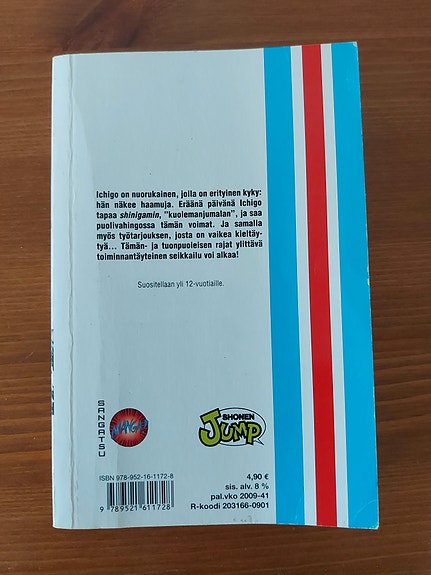 Ichigo on nuorukainen, jolla on erityinen kyky:
hän näkee haamuja. Eräänä päivänä Ichigo
tapaa shinigamin, "kuolemanjumalan", ja saa
puolivahingossa tämän voimat. Ja samalla
myös työtarjouksen, josta on vaikea kieltäy-
tyä... Tämän- ja tuonpuoleisen rajat ylittävä
toiminnantäyteinen seikkailu voi alkaa!
Suositellaan yli 12-vuotiaille.
SANGATSU
MANGA
SHONEN
JUMP
ISBN 978-952-16-1172-8
9 789521 611728
4,90 €
sis. alv. 8 %
pal.vko 2009-41
R-koodi 203166-0901